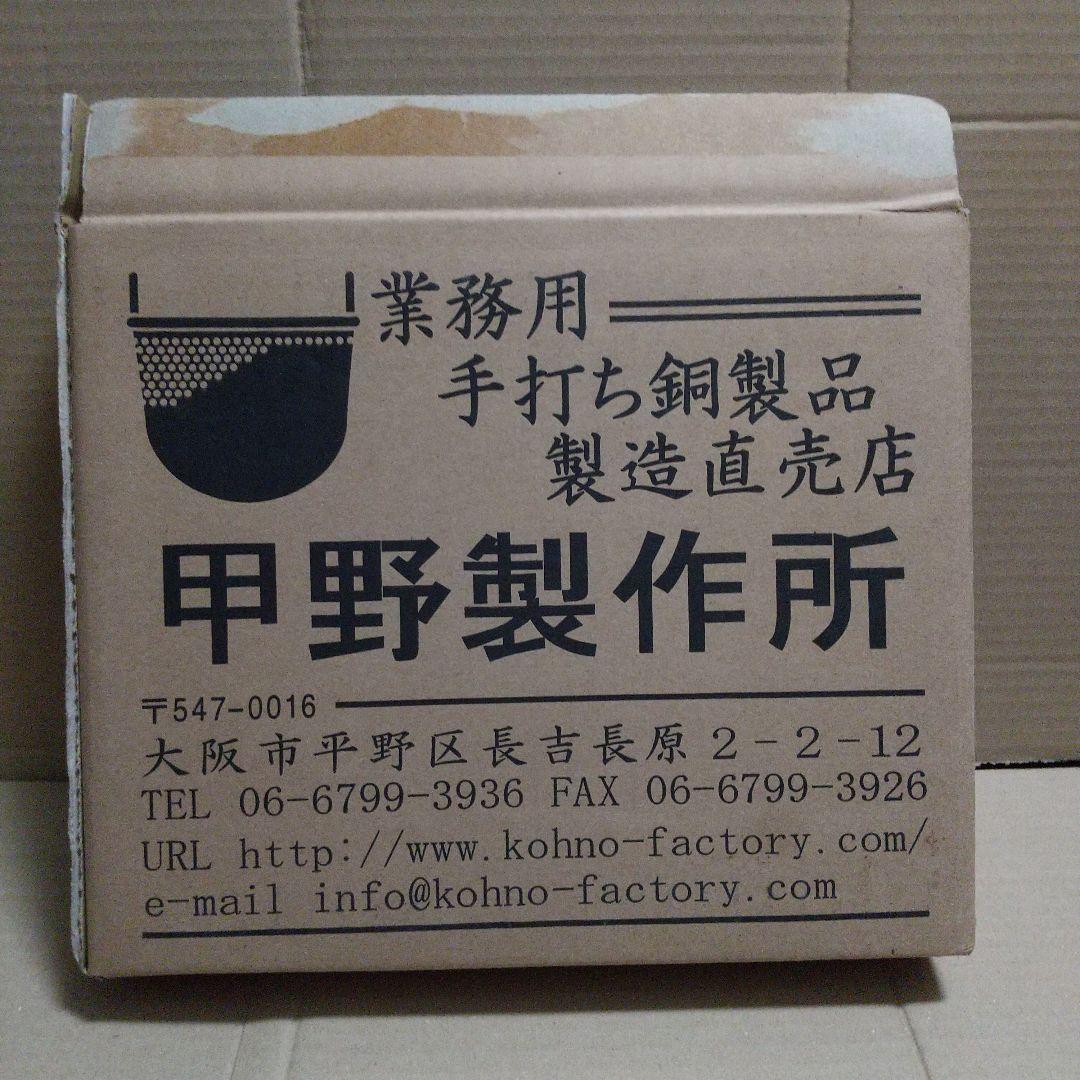 業務用
手打ち銅製品
製造直売店
甲野製作所
〒547-0016
大阪市平野区長吉長原2-2-12
TEL 06-6799-3936 FAX 06-6799-3926
URL http://www.kohno-factory.com/
e-mail info@kohno-factory.com